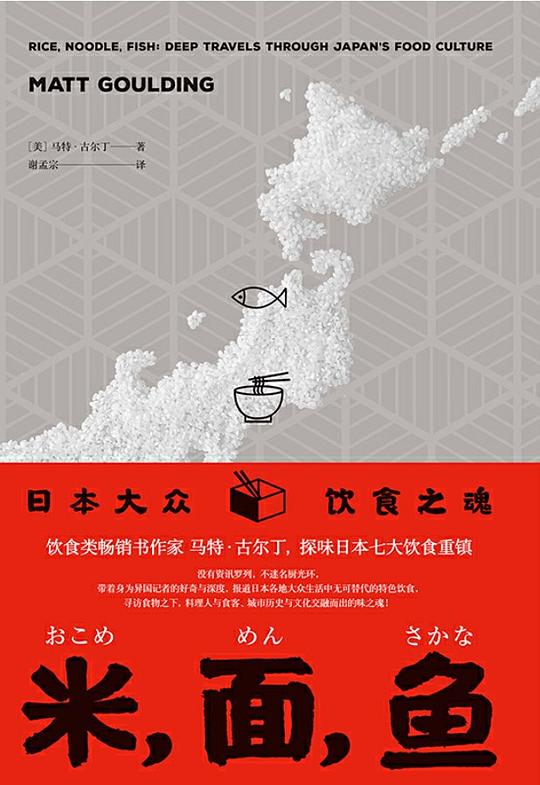 RICE, NOODLE, FISH: DEEP TRAVELS THROUGH JAPAN'S FOOD CULTURE
MATT GOULDING
[美] 马特·古尔丁——著
谢孟宗————译
日本大众 饮食之魂
饮食类畅销书作家 马特·古尔丁，探味日本七大饮食重镇
没有资讯罗列，不迷名厨光环，
带着身为异国记者的好奇与深度，报道日本各地大众生活中无可替代的特色饮食，
寻访食物之下，料理人与食客、城市历史与文化交融而出的味之魂！
おこめ めん さかな
米，面，鱼